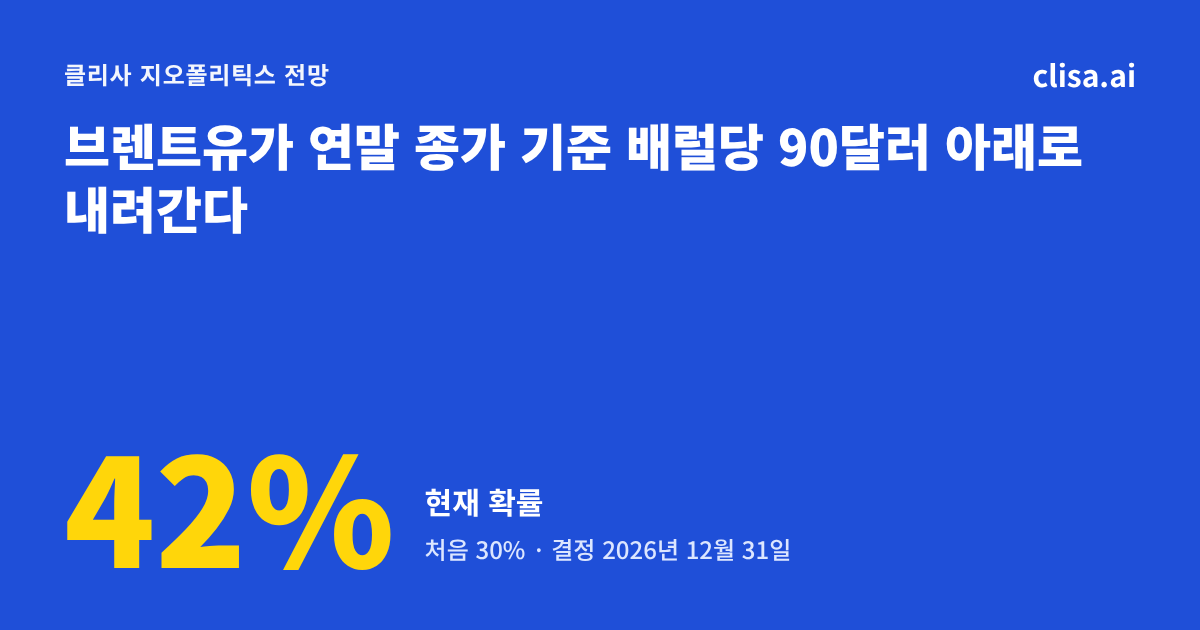 클리사 지오폴리틱스 전망
clisa.ai
브렌트유가 연말 종가 기준 배럴당 90달러 아래로
내려간다
42%
현재 확률
처음 30% · 결정 2026년 12월 31일